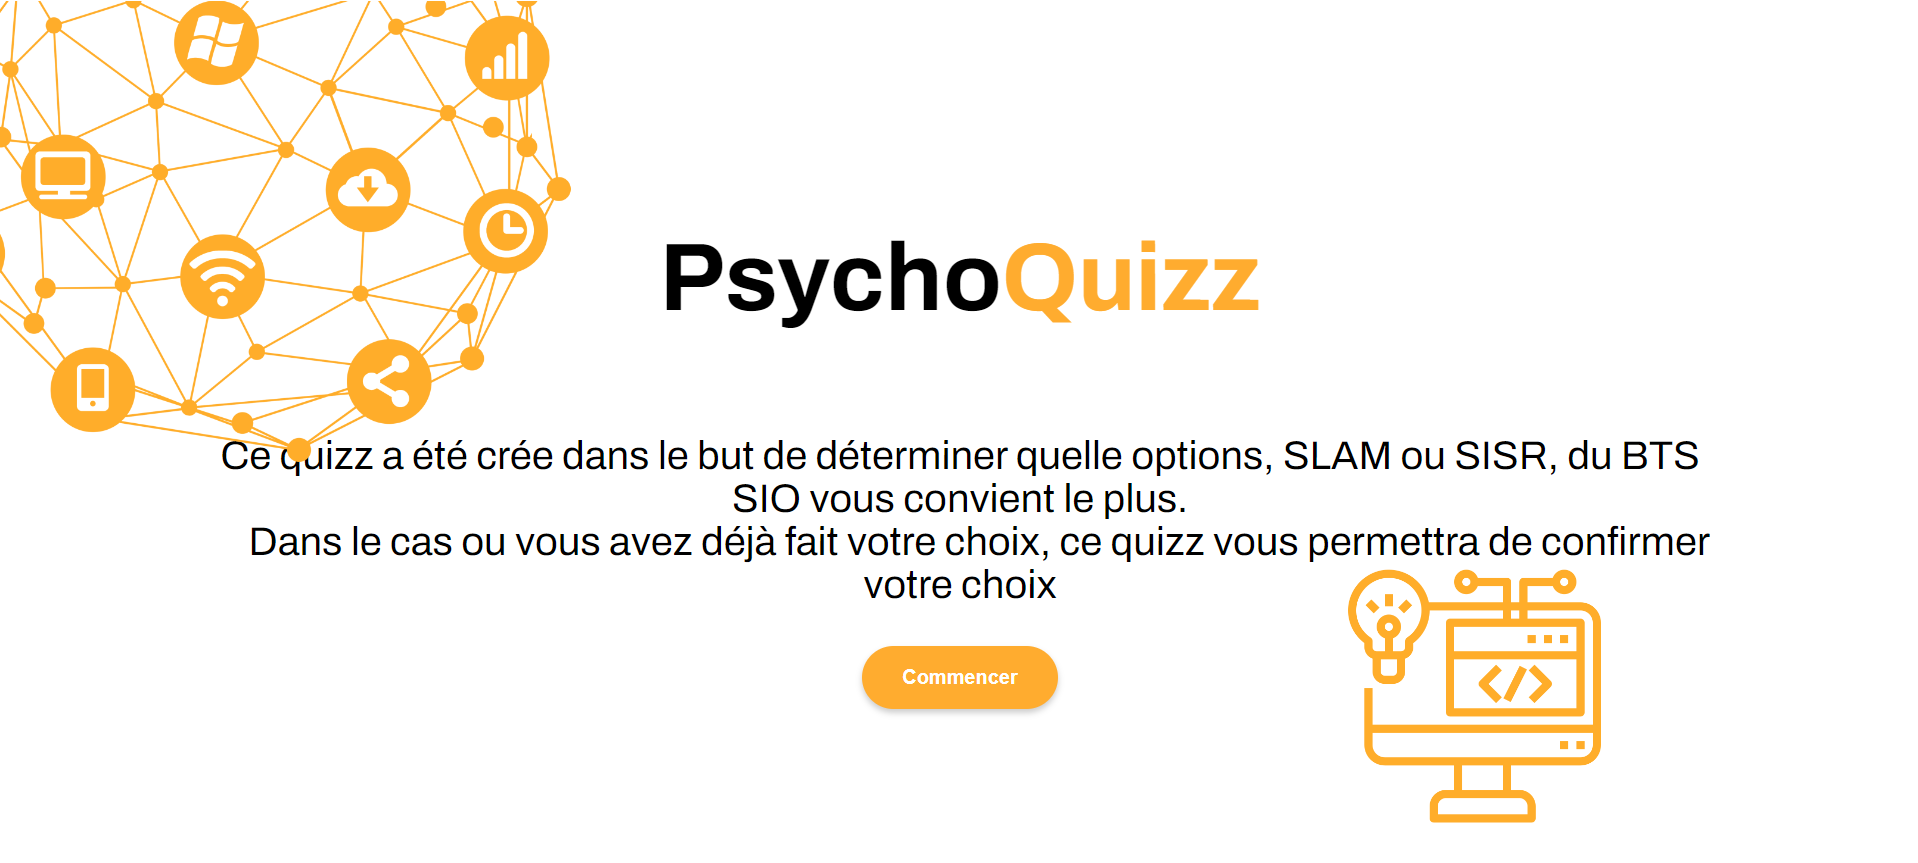 PsychoQuizz
Ce quizz a été crée dans le but de déterminer quelle options, SLAM ou SISR, du BTS
SIO vous convient le plus.
Dans le cas ou vous avez déjà fait votre choix, ce quizz vous permettra de confirmer
votre choix
Commencer